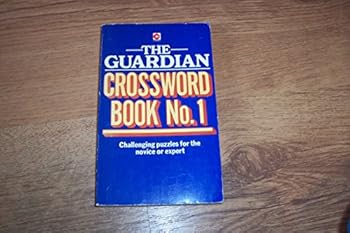 THE
GUARDIAN
CROSSWORD
BOOK No.1
Challenging puzzles for the
novice or expert